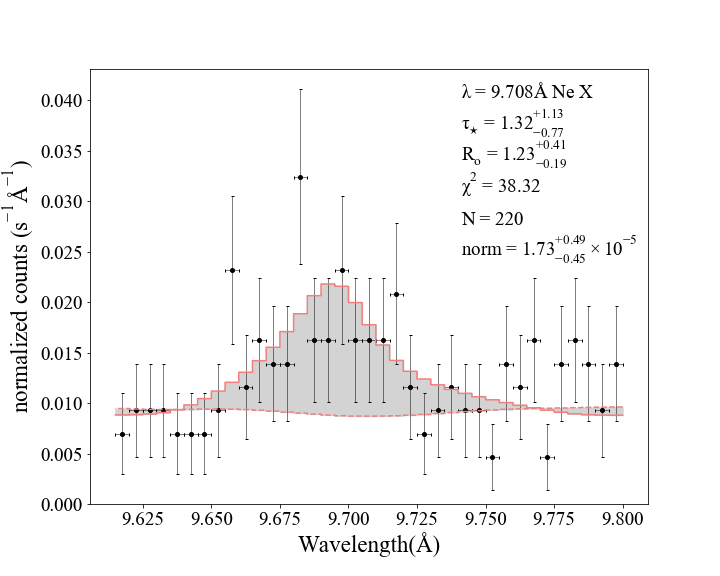 λ = 9.708Å Ne X
τ⋆ = 1.32 +1.13 −0.77
Ro = 1.23 +0.41 −0.19
χ² = 38.32
N = 220
norm = 1.73 +0.49 −0.45 × 10⁻⁵
normalized counts (s⁻¹ Å⁻¹)
0.040
0.035
0.030
0.025
0.020
0.015
0.010
0.005
0.000
9.625 9.650 9.675 9.700 9.725 9.750 9.775 9.800
Wavelength(Å)